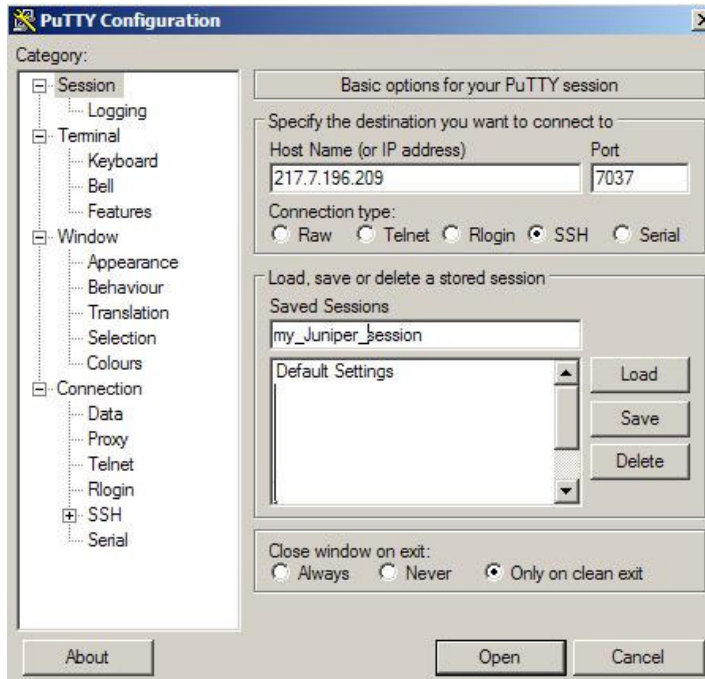 PuTTY Configuration
Category:
Session
Logging
Terminal
Keyboard
Bell
Features
Window
Appearance
Behaviour
Translation
Selection
Colours
Connection
Data
Proxy
Telnet
Rlogin
SSH
Serial
Basic options for your PuTTY session
Specify the destination you want to connect to
Host Name (or IP address) Port
217.7.196.209 7037
Connection type:
Raw Telnet Rlogin SSH Serial
Load, save or delete a stored session
Saved Sessions
my_Juniper_session
Default Settings
Load
Save
Delete
Close window on exit:
Always Never Only on clean exit
About Open Cancel